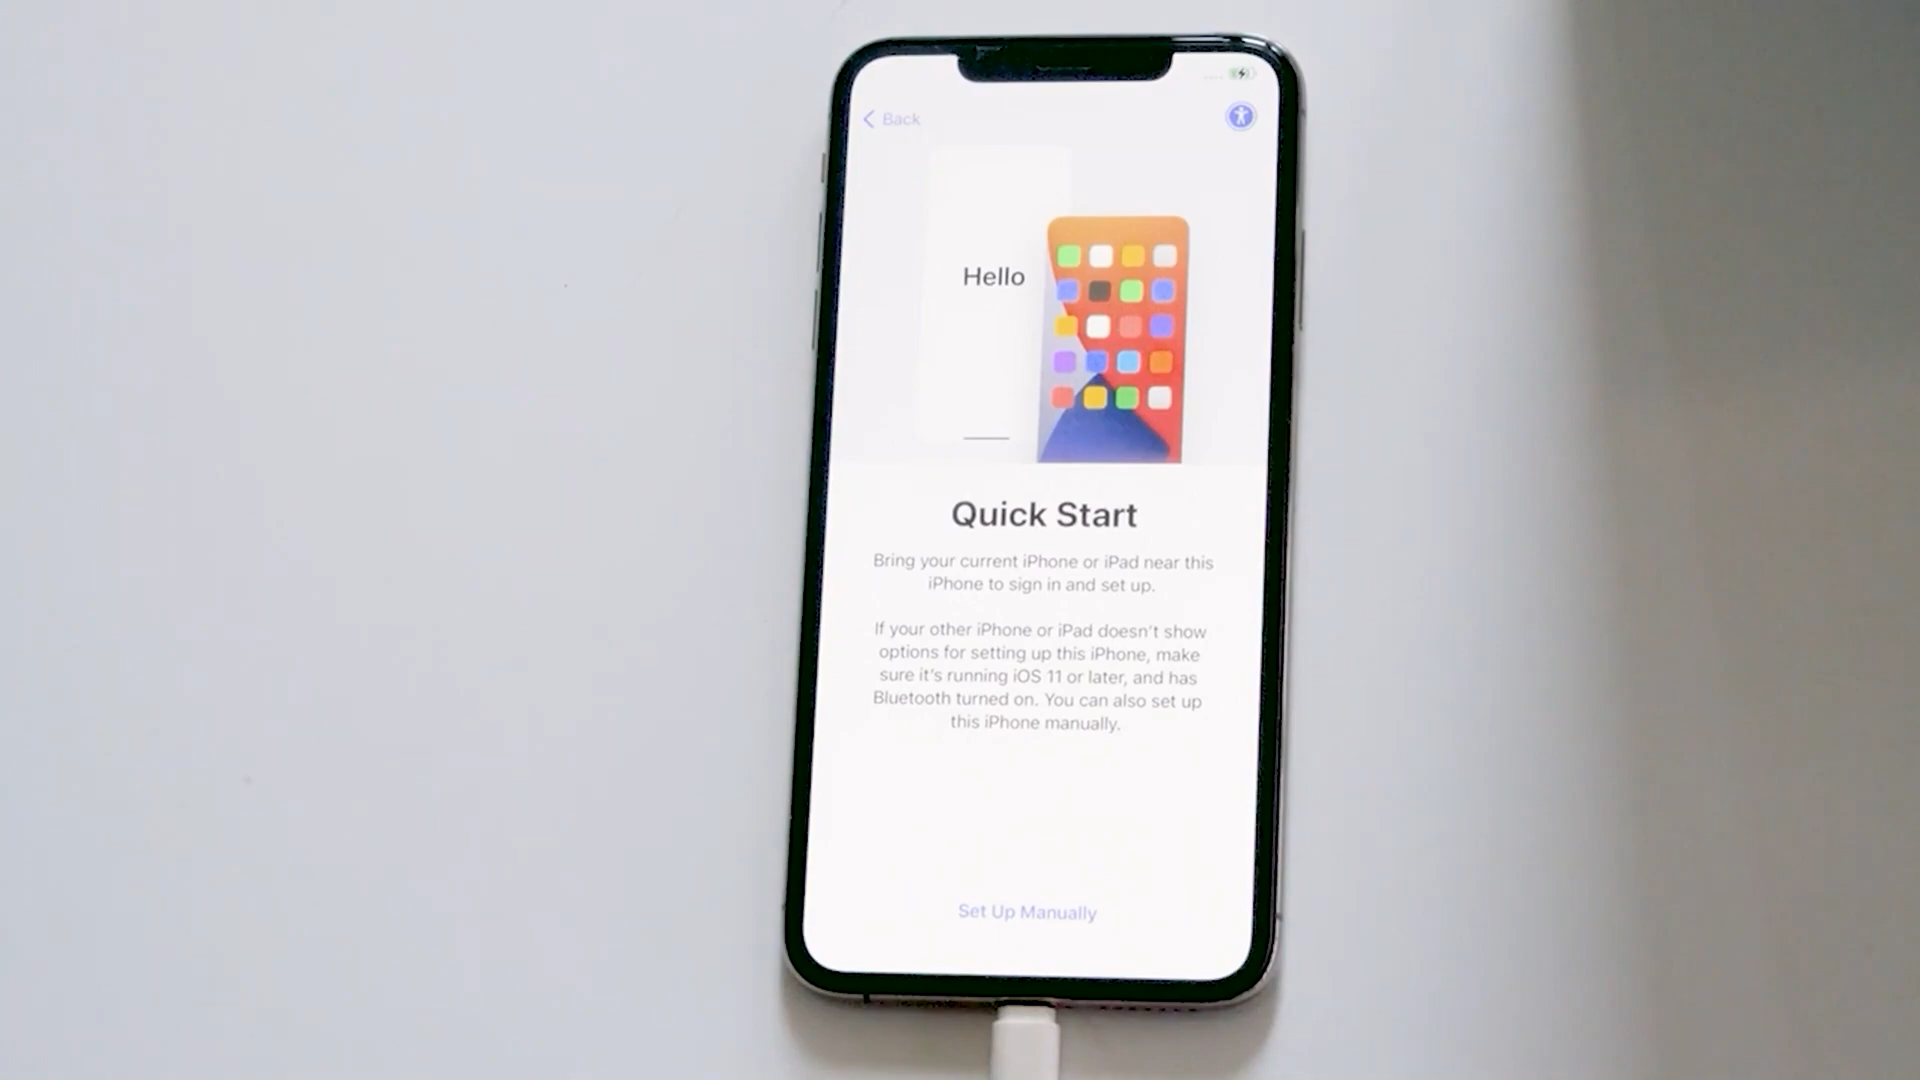 Back
Hello
Quick Start
Bring your current iPhone or iPad near this
iPhone to sign in and set up.
If your other iPhone or iPad doesn't show
options for setting up this iPhone, make
sure it's running iOS 11 or later, and has
Bluetooth turned on. You can also set up
this iPhone manually.
Set Up Manually